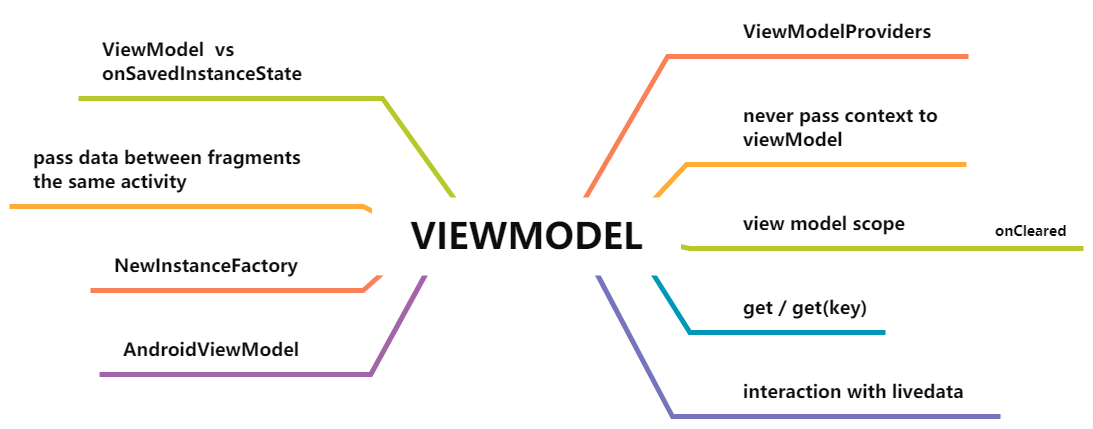 ViewModel vs
onSavedInstanceState
pass data between fragments
the same activity
NewInstanceFactory
AndroidViewModel
VIEWMODEL
ViewModelProviders
never pass context to
viewModel
view model scope
onCleared
get / get(key)
interaction with livedata